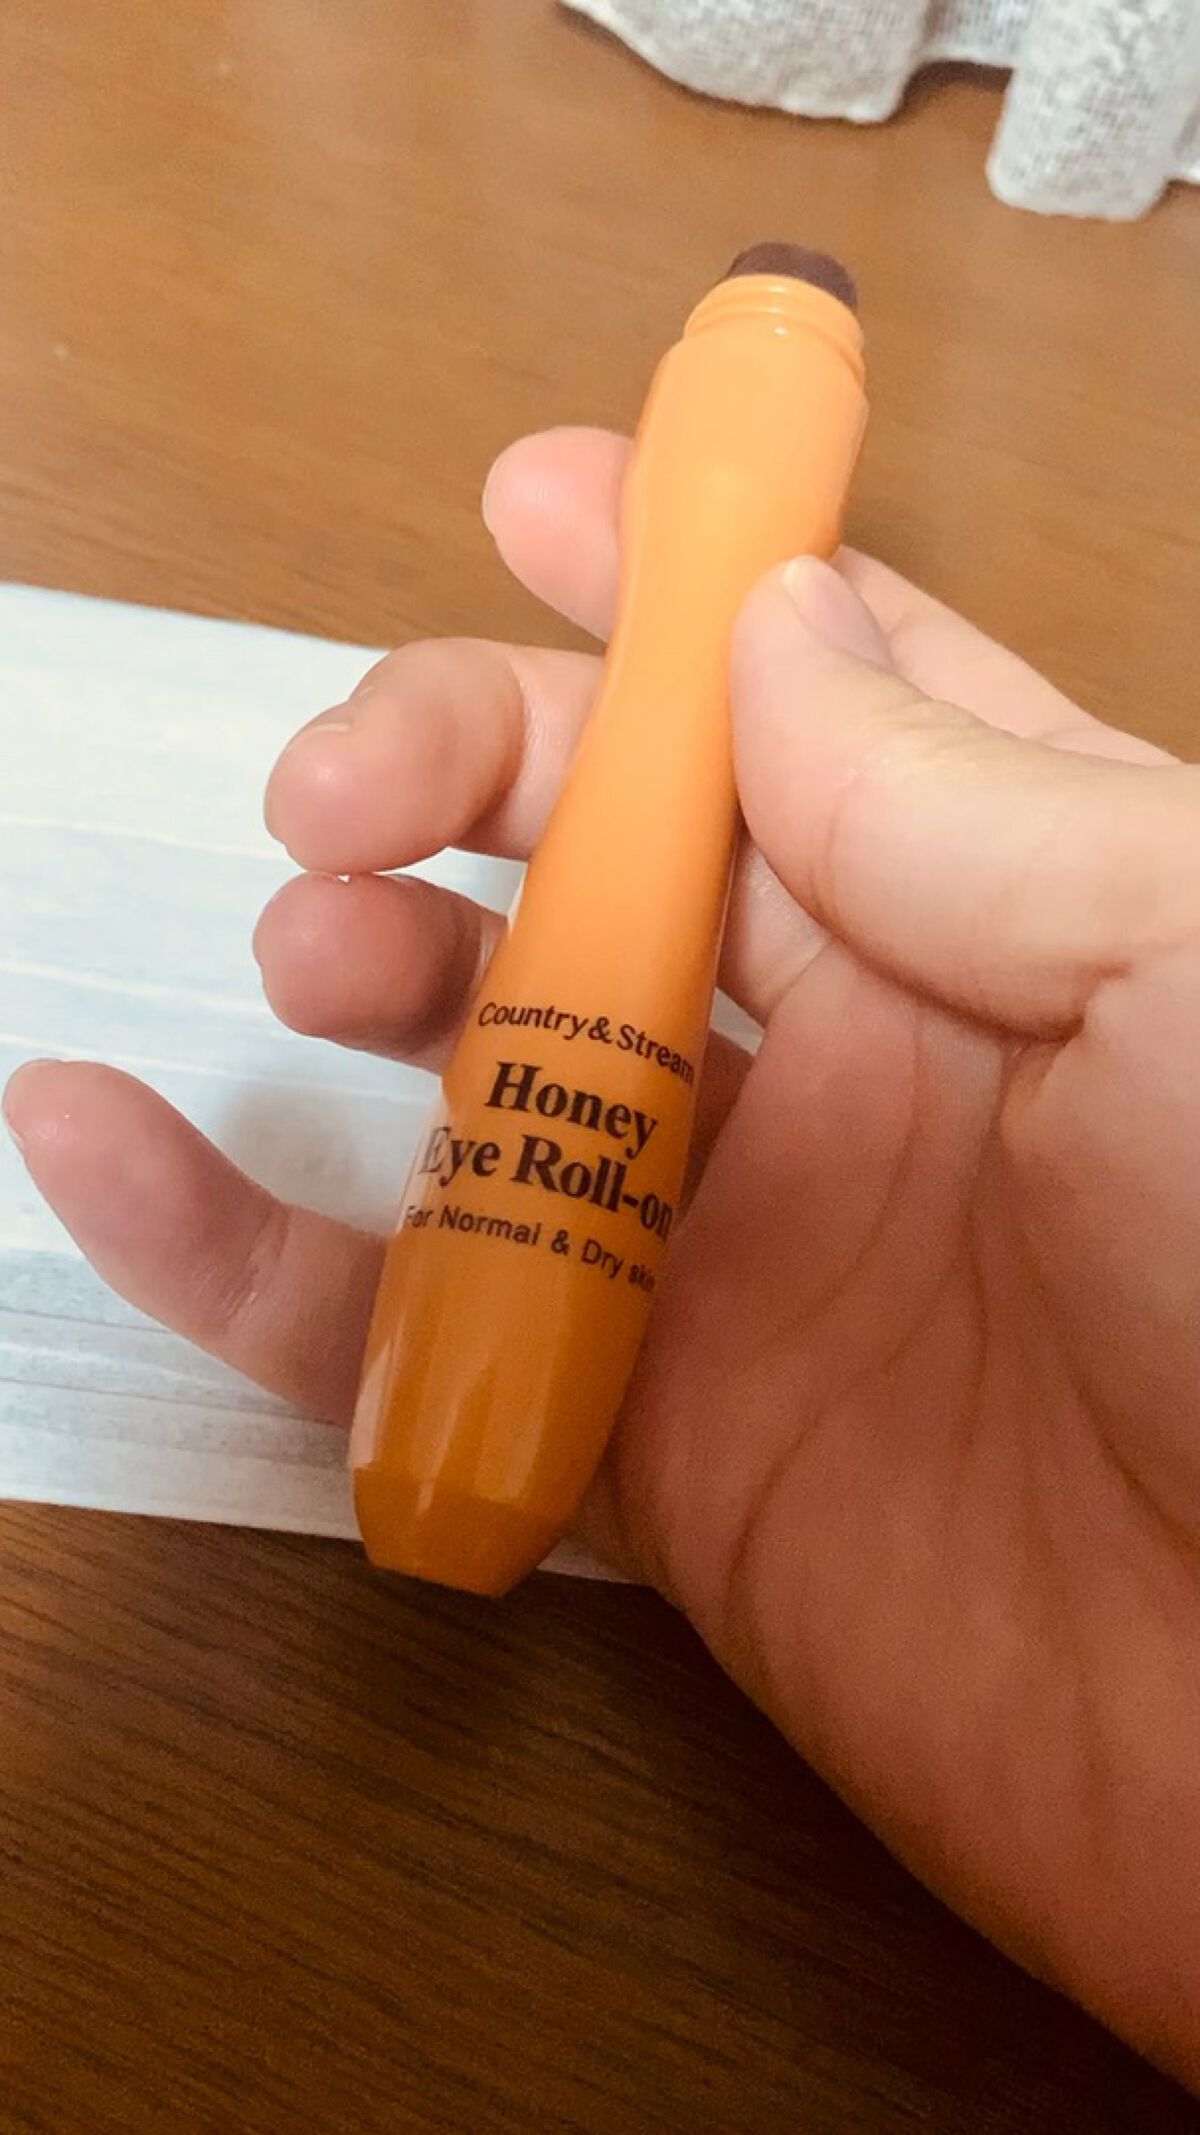 Country & Stream
Honey
Eye Roll-on
For Normal & Dry skin